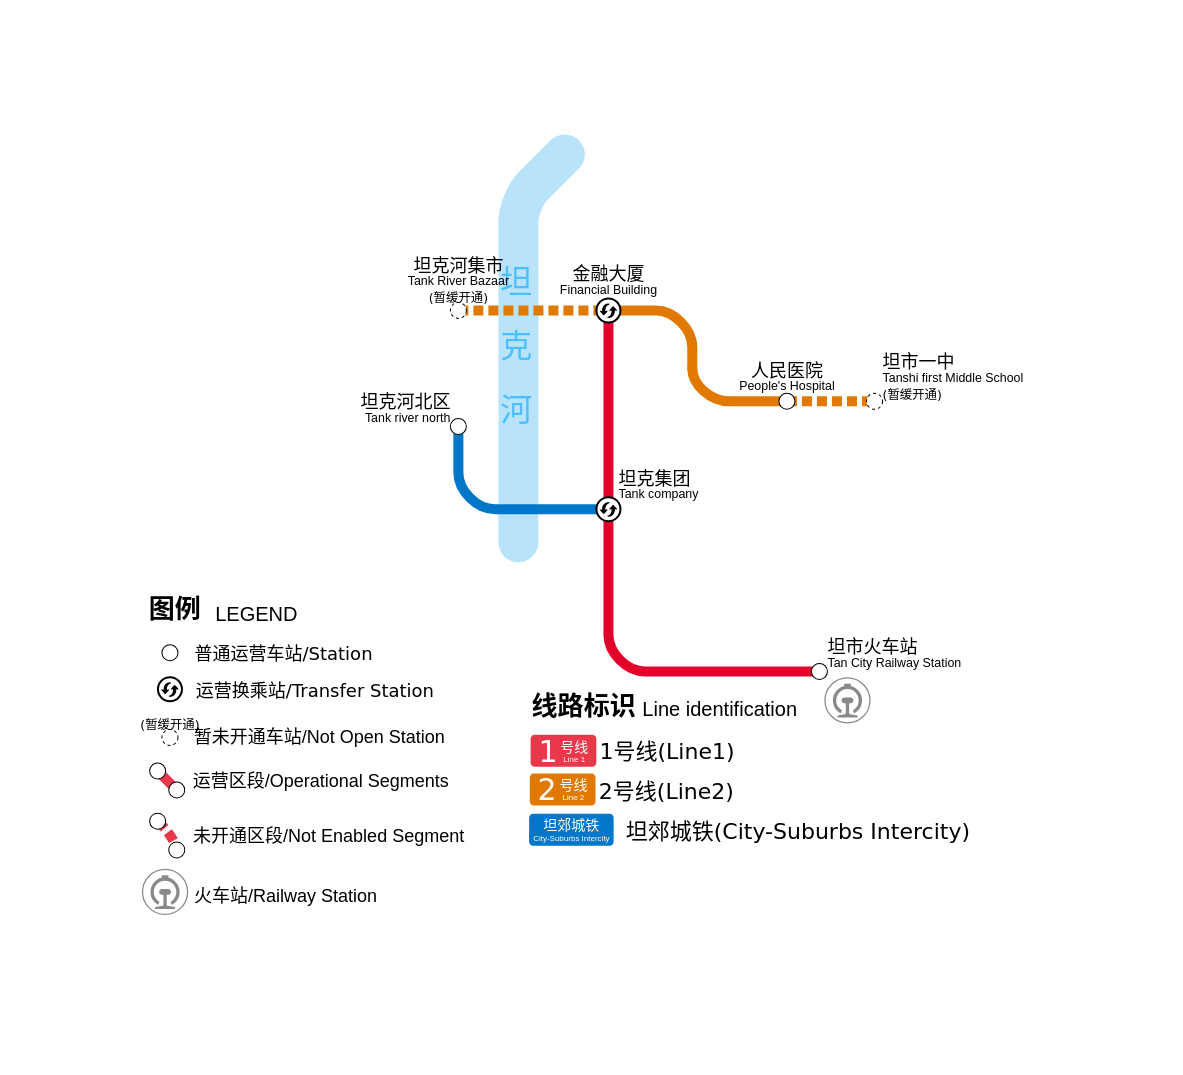 坦克河集市
Tank River Bazaar
(暂缓开通)
金融大厦
Financial Building
坦
克
河
人民医院
People's Hospital
坦市一中
Tanshi first Middle School
(暂缓开通)
坦克河北区
Tank river north
坦克集团
Tank company
坦市火车站
Tan City Railway Station
图例 LEGEND
普通运营车站/Station
运营换乘站/Transfer Station
(暂缓开通)
暂未开通车站/Not Open Station
运营区段/Operational Segments
未开通区段/Not Enabled Segment
火车站/Railway Station
线路标识 Line identification
1 号线 Line 1 1号线(Line1)
2 号线 Line 2 2号线(Line2)
坦郊城铁
City-Suburbs Intercity
坦郊城铁(City-Suburbs Intercity)